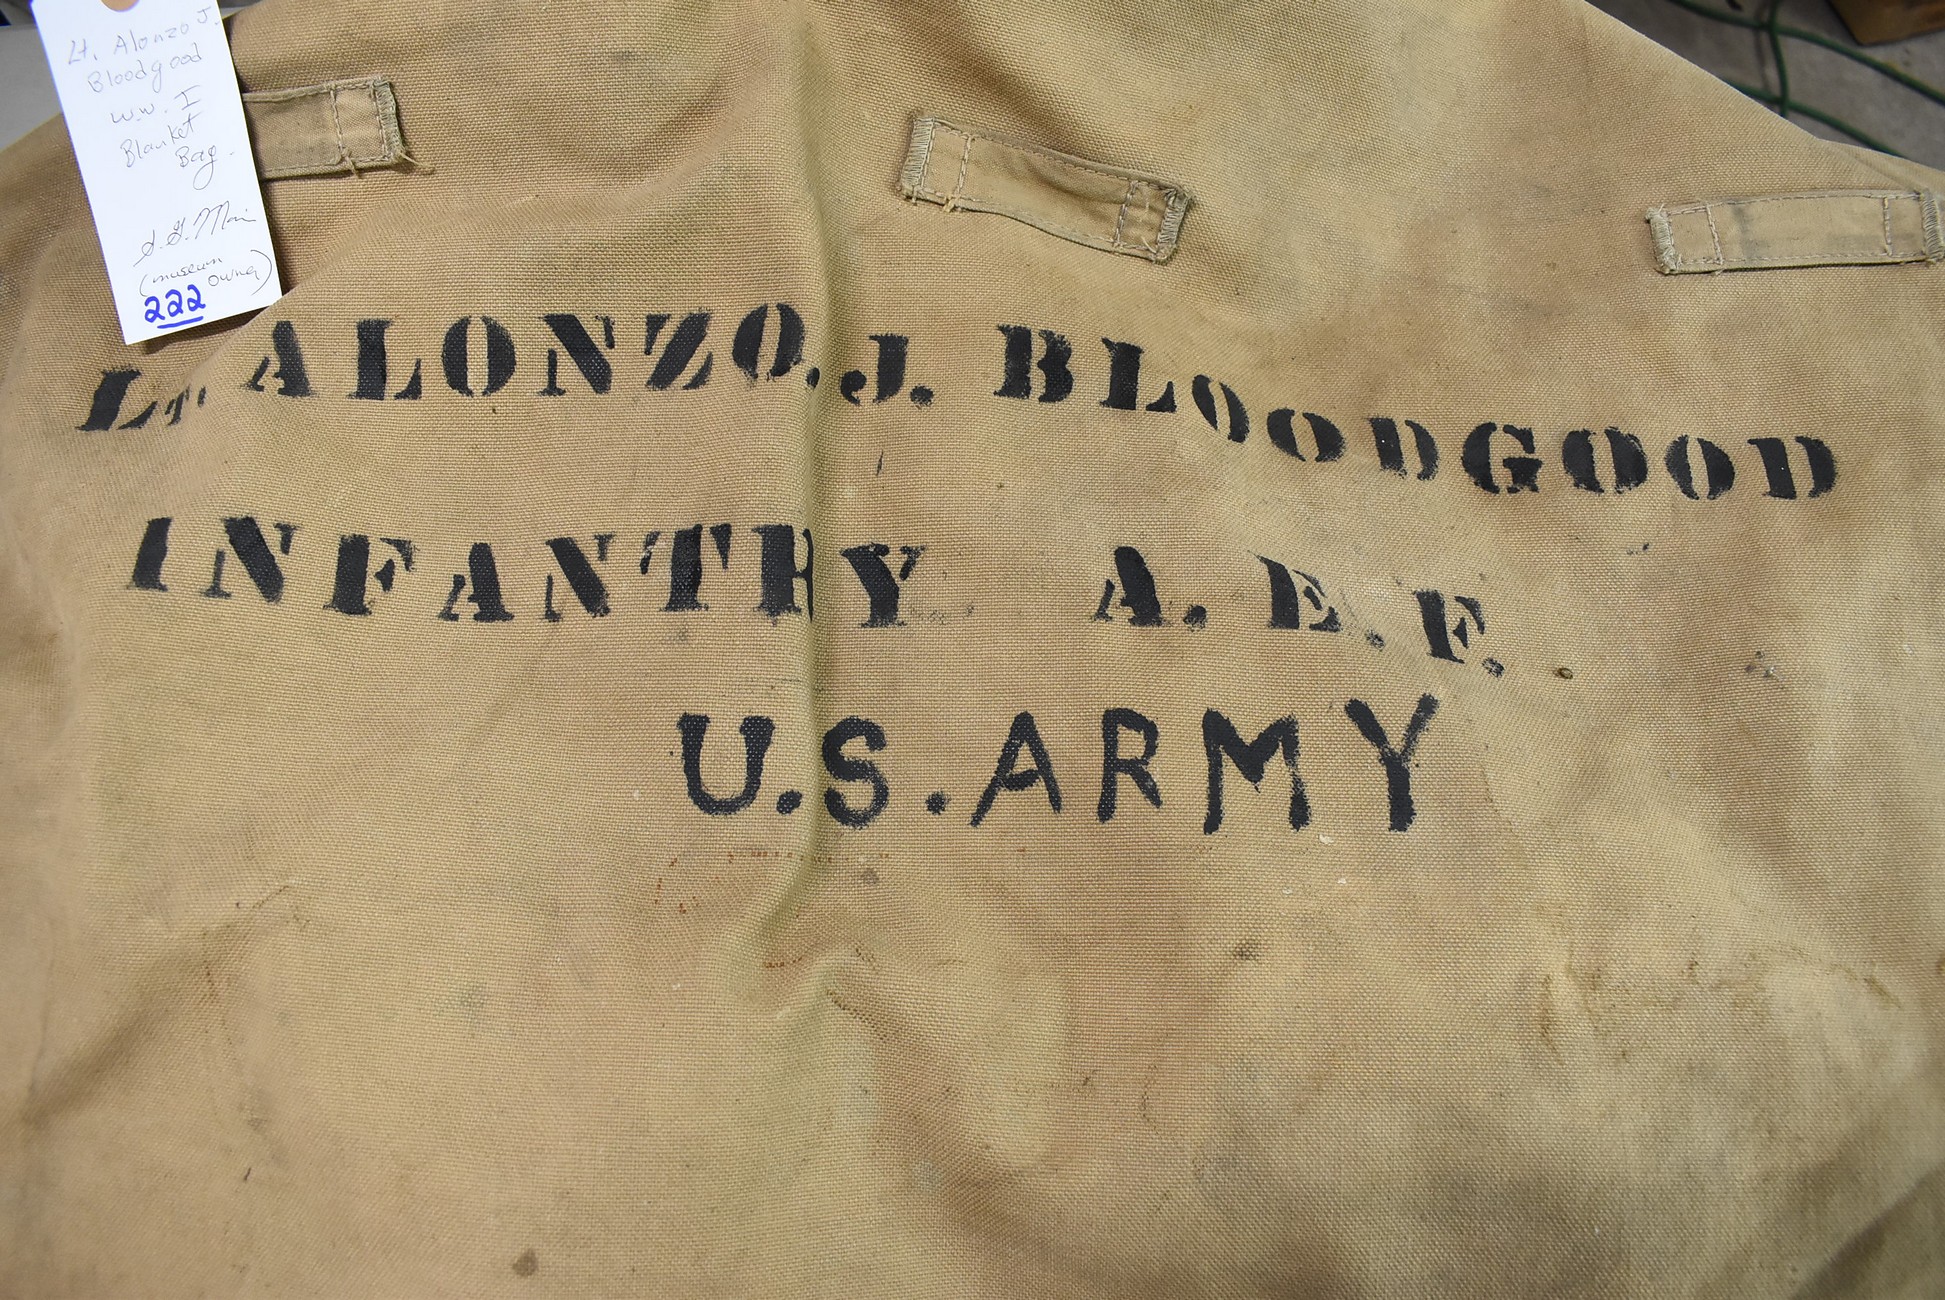 Lt. Alonzo J.
Bloodgood
W.W. I
Blanket
Bag.
(museum
owner)
222
LT. ALONZO. J. BLOODGOOD
INFANTRY A. E. F.
U.S. ARMY